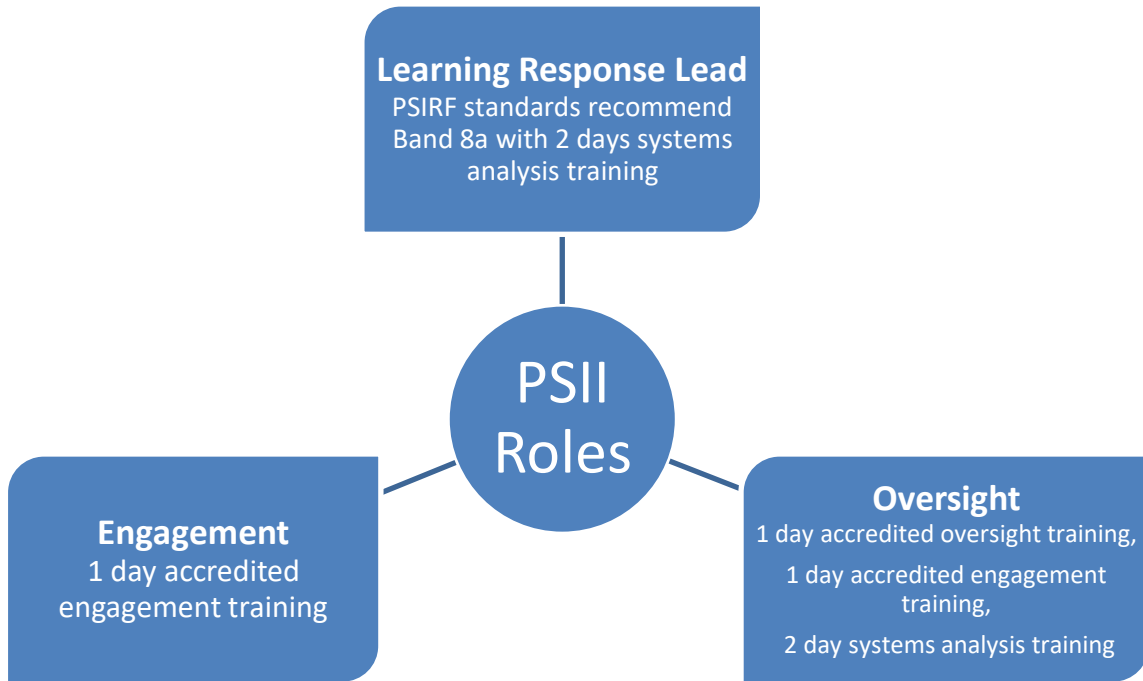 Learning Response Lead
PSIRF standards recommend
Band 8a with 2 days systems
analysis training
PSII
Roles
Engagement
1 day accredited
engagement training
Oversight
1 day accredited oversight training,
1 day accredited engagement
training,
2 day systems analysis training